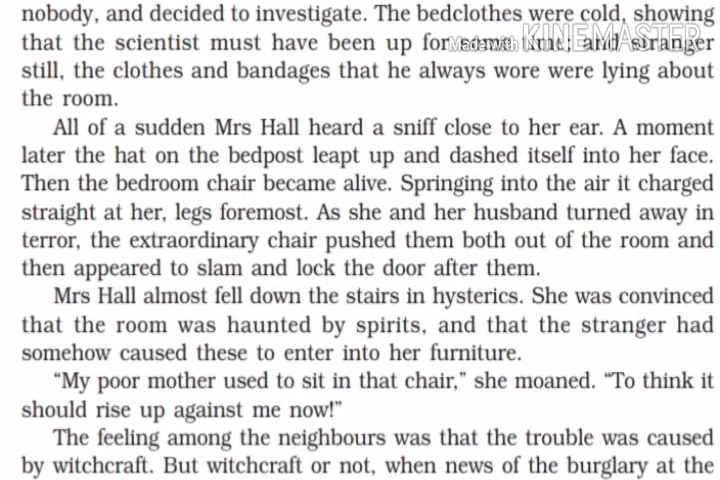 nobody, and decided to investigate. The bedclothes were cold, showing
Made with KINEMASTER
that the scientist must have been up for some time; and stranger
still, the clothes and bandages that he always wore were lying about
the room.
All of a sudden Mrs Hall heard a sniff close to her ear. A moment
later the hat on the bedpost leapt up and dashed itself into her face.
Then the bedroom chair became alive. Springing into the air it charged
straight at her, legs foremost. As she and her husband turned away in
terror, the extraordinary chair pushed them both out of the room and
then appeared to slam and lock the door after them.
Mrs Hall almost fell down the stairs in hysterics. She was convinced
that the room was haunted by spirits, and that the stranger had
somehow caused these to enter into her furniture.
“My poor mother used to sit in that chair,” she moaned. “To think it
should rise up against me now!”
The feeling among the neighbours was that the trouble was caused
by witchcraft. But witchcraft or not, when news of the burglary at the